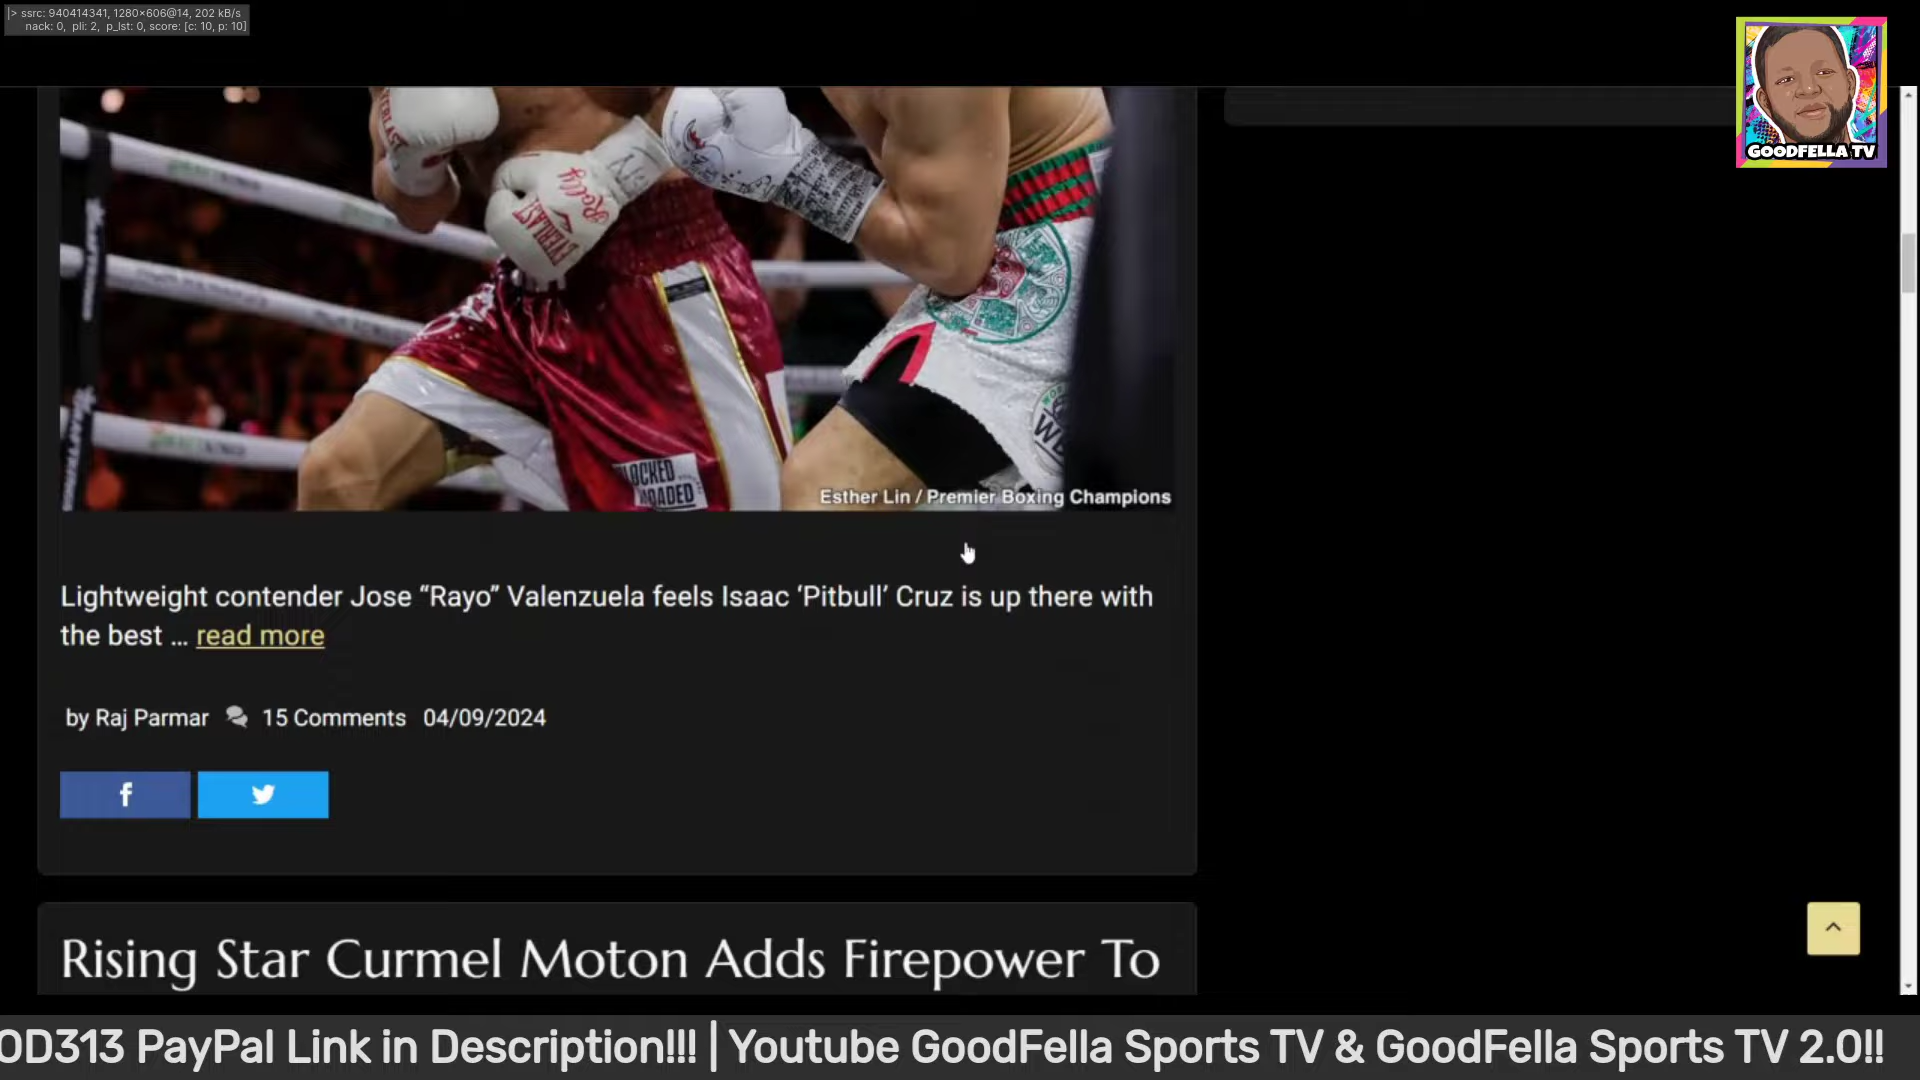 |> ssrc: 940414341, 1280×606@14, 202 kB/s
nack: 0, pli: 2, p_lst: 0, score: [c: 10, p: 10]
GOODFELLA TV
EVERLAST
Rolly
EVERLAST
WB
LOCKED
LOADED
Esther Lin / Premier Boxing Champions
Lightweight contender Jose “Rayo” Valenzuela feels Isaac ‘Pitbull’ Cruz is up there with
the best ... read more
by Raj Parmar 15 Comments 04/09/2024
f
Rising Star Curmel Moton Adds Firepower To
OD313 PayPal Link in Description!!! | Youtube GoodFella Sports TV & GoodFella Sports TV 2.0!!